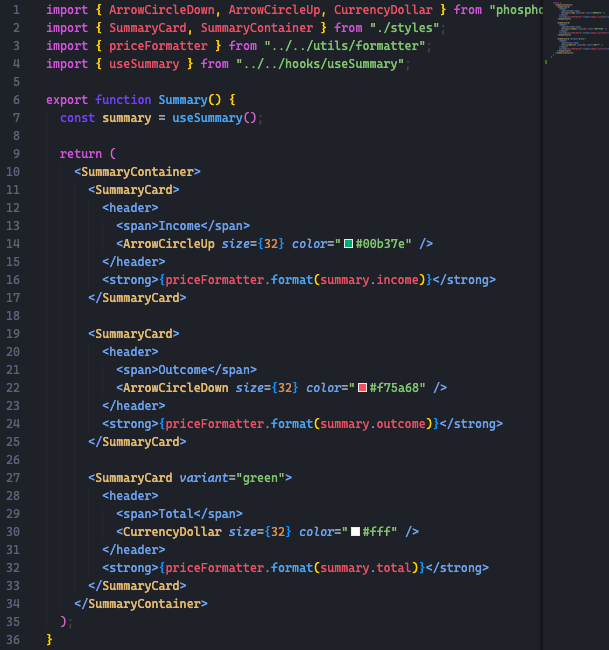 1 import { ArrowCircleDown, ArrowCircleUp, CurrencyDollar } from "phospho
2 import { SummaryCard, SummaryContainer } from "./styles";
3 import { priceFormatter } from "../../utils/formatter";
4 import { useSummary } from "../../hooks/useSummary";
5
6 export function Summary() {
7   const summary = useSummary();
8
9   return (
10     <SummaryContainer>
11       <SummaryCard>
12         <header>
13           <span>Income</span>
14           <ArrowCircleUp size={32} color="#00b37e" />
15         </header>
16         <strong>{priceFormatter.format(summary.income)}</strong>
17       </SummaryCard>
18
19       <SummaryCard>
20         <header>
21           <span>Outcome</span>
22           <ArrowCircleDown size={32} color="#f75a68" />
23         </header>
24         <strong>{priceFormatter.format(summary.outcome)}</strong>
25       </SummaryCard>
26
27       <SummaryCard variant="green">
28         <header>
29           <span>Total</span>
30           <CurrencyDollar size={32} color="#fff" />
31         </header>
32         <strong>{priceFormatter.format(summary.total)}</strong>
33       </SummaryCard>
34     </SummaryContainer>
35   );
36 }